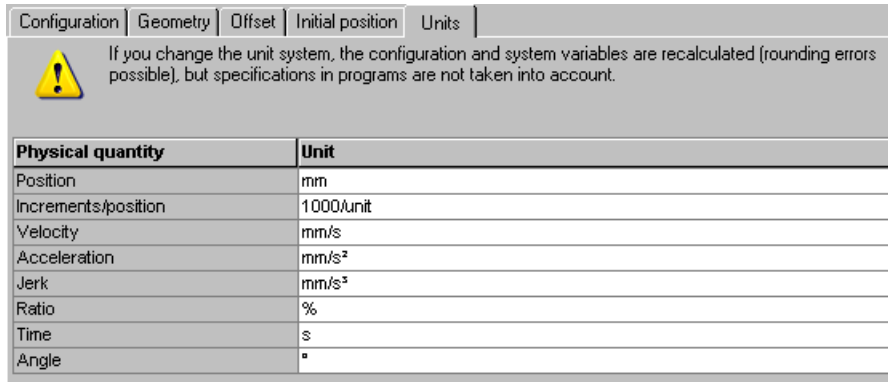 Configuration Geometry Offset Initial position Units
If you change the unit system, the configuration and system variables are recalculated (rounding errors
possible), but specifications in programs are not taken into account.
Physical quantity Unit
Position mm
Increments/position 1000/unit
Velocity mm/s
Acceleration mm/s²
Jerk mm/s³
Ratio %
Time s
Angle °